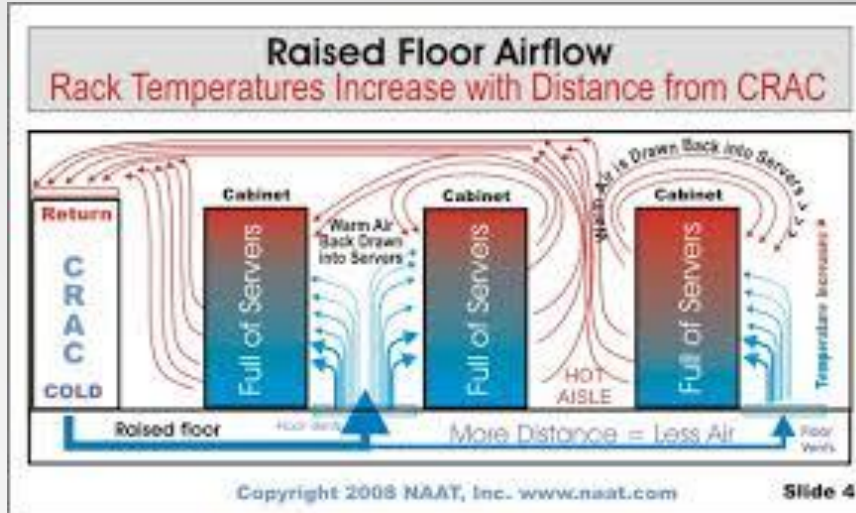 Raised Floor Airflow
Rack Temperatures Increase with Distance from CRAC
Return
CRAC
COLD
Cabinet
Full of Servers
Warm Air
Back Drawn
into Servers
Cabinet
Full of Servers
Warm Air is Drawn Back into Servers
HOT
AISLE
Cabinet
Full of Servers
Temperature Increases
Raised floor
Floor Vents
More Distance = Less Air
Floor
Vents
Copyright 2008 NAAT, Inc. www.naat.com
Slide 4